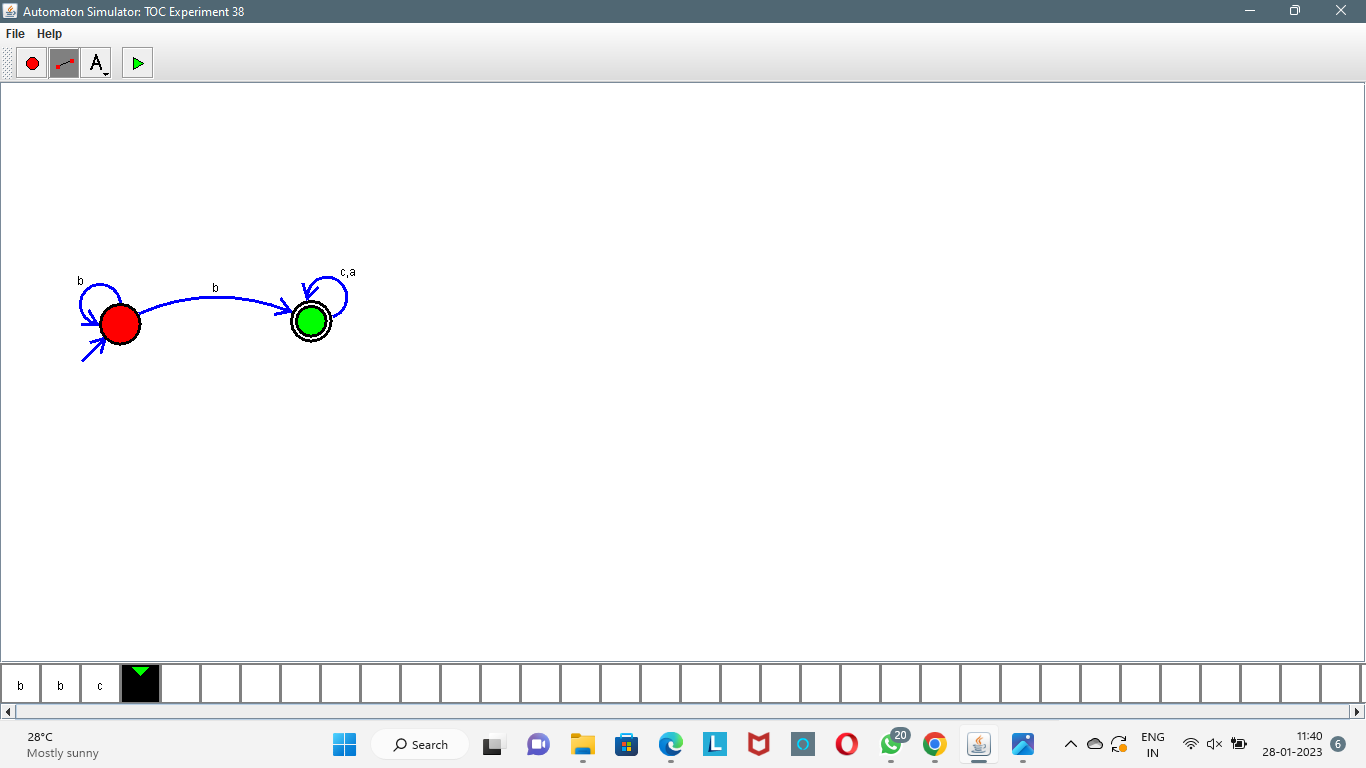 Automaton Simulator: TOC Experiment 38
File Help
A
b
b
c,a
b b c
28°C
Mostly sunny
Search
L
20
ENG
IN
11:40
28-01-2023
6